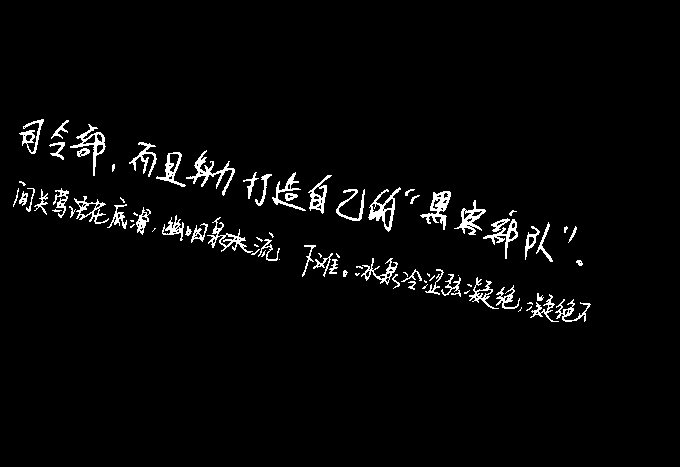 司令部，而且努力打造自己的“黑客部队”。
间关莺语花底滑，幽咽泉水流 下滩。冰泉冷涩弦凝绝，凝绝不